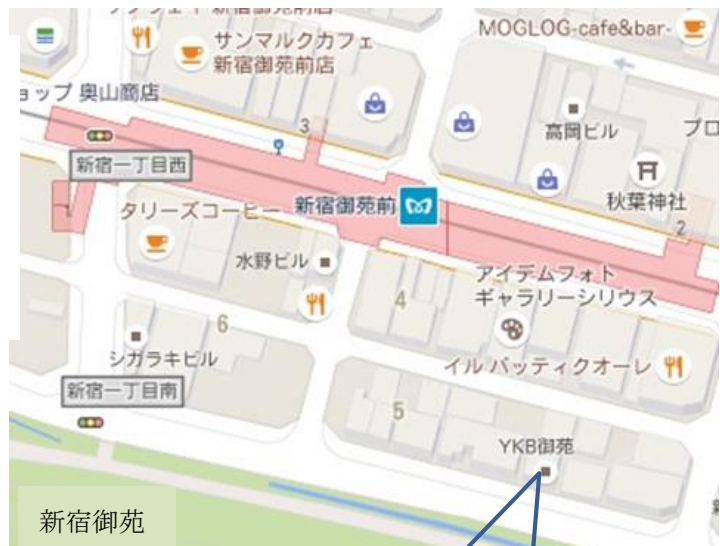 MOGLOG-cafe&bar-
サンマルクカフェ
新宿御苑前店
ョップ 奥山商店
3
高岡ビル
プロ
新宿一丁目西
新宿御苑前
秋葉神社
1
タリーズコーヒー
2
水野ビル
アイデムフォト
ギャラリーシリウス
4
6
シガラキビル
イル バッティクオーレ
新宿一丁目南
5
YKB御苑
新宿御苑